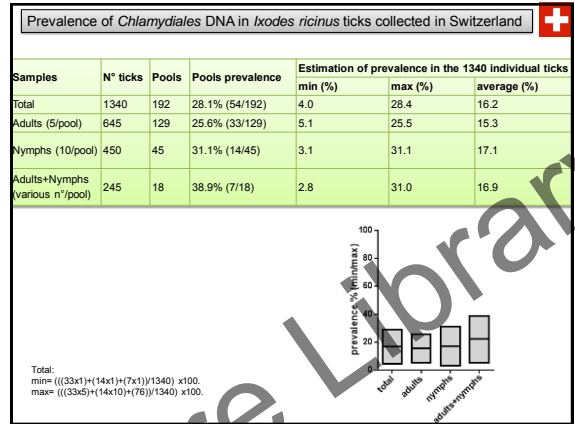 Prevalence of Chlamydiales DNA in Ixodes ricinus ticks collected in Switzerland
Samples N° ticks Pools Pools prevalence Estimation of prevalence in the 1340 individual ticks
min (%) max (%) average (%)
Total 1340 192 28.1% (54/192) 4.0 28.4 16.2
Adults (5/pool) 645 129 25.6% (33/129) 5.1 25.5 15.3
Nymphs (10/pool) 450 45 31.1% (14/45) 3.1 31.1 17.1
Adults+Nymphs
(various n°/pool) 245 18 38.9% (7/18) 2.8 31.0 16.9
prevalence % (min/max)
100
80
60
40
20
0
total adults nymphs adults+nymphs
Total:
min= (((33x1)+(14x1)+(7x1))/1340) x100.
max= (((33x5)+(14x10)+(76))/1340) x100.
re Library